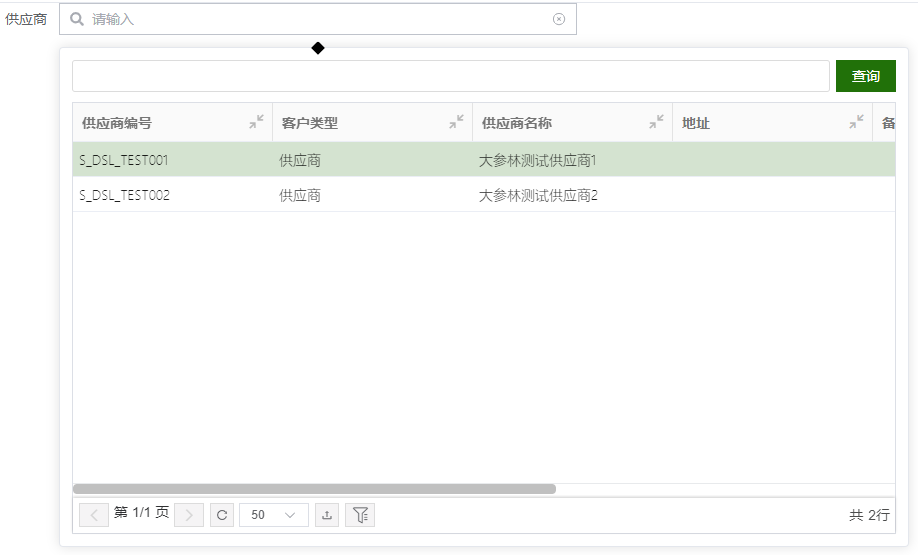 供应商 请输入
查询
供应商编号 客户类型 供应商名称 地址 备
S_DSL_TEST001 供应商 大参林测试供应商1
S_DSL_TEST002 供应商 大参林测试供应商2
第 1/1 页 50 共 2行